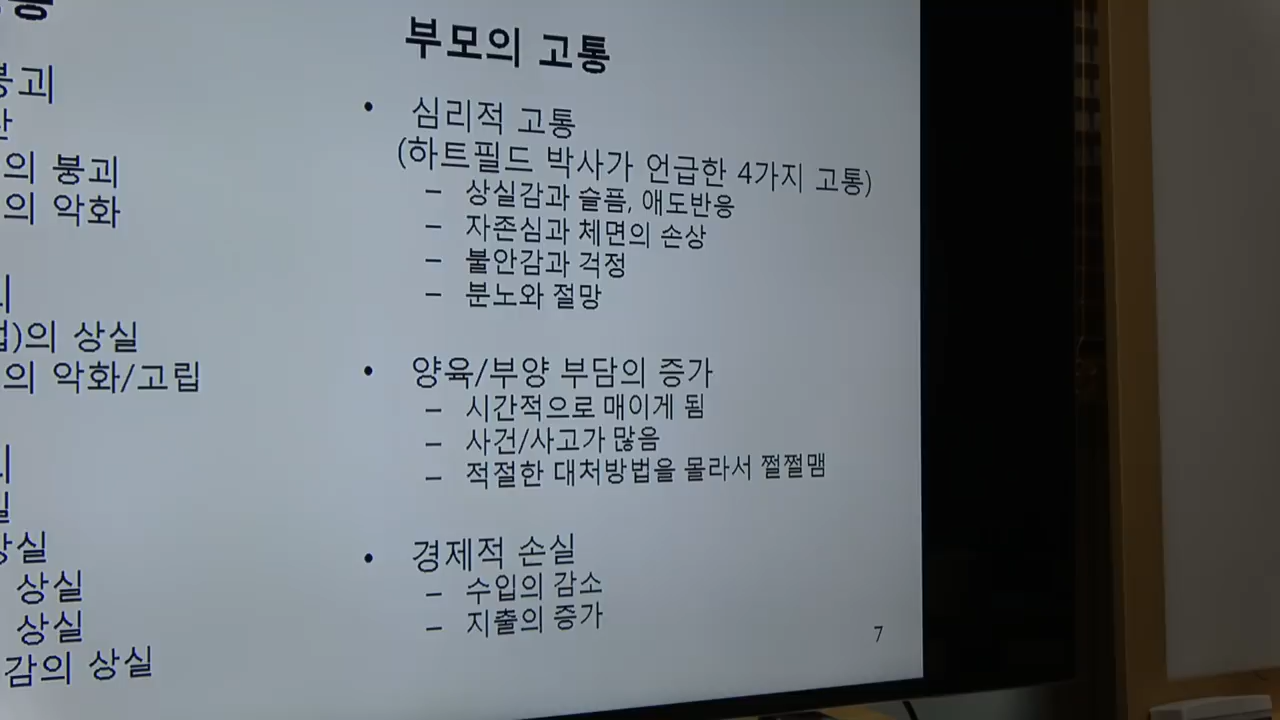 부모의 고통
• 심리적 고통
(하트필드 박사가 언급한 4가지 고통)
– 상실감과 슬픔, 애도반응
– 자존심과 체면의 손상
– 불안감과 걱정
– 분노와 절망
• 양육/부양 부담의 증가
– 시간적으로 매이게 됨
– 사건/사고가 많음
– 적절한 대처방법을 몰라서 쩔쩔맴
• 경제적 손실
– 수입의 감소
– 지출의 증가
7
붕괴
의 붕괴
의 악화
)의 상실
의 악화/고립
상실
상실
상실
감의 상실